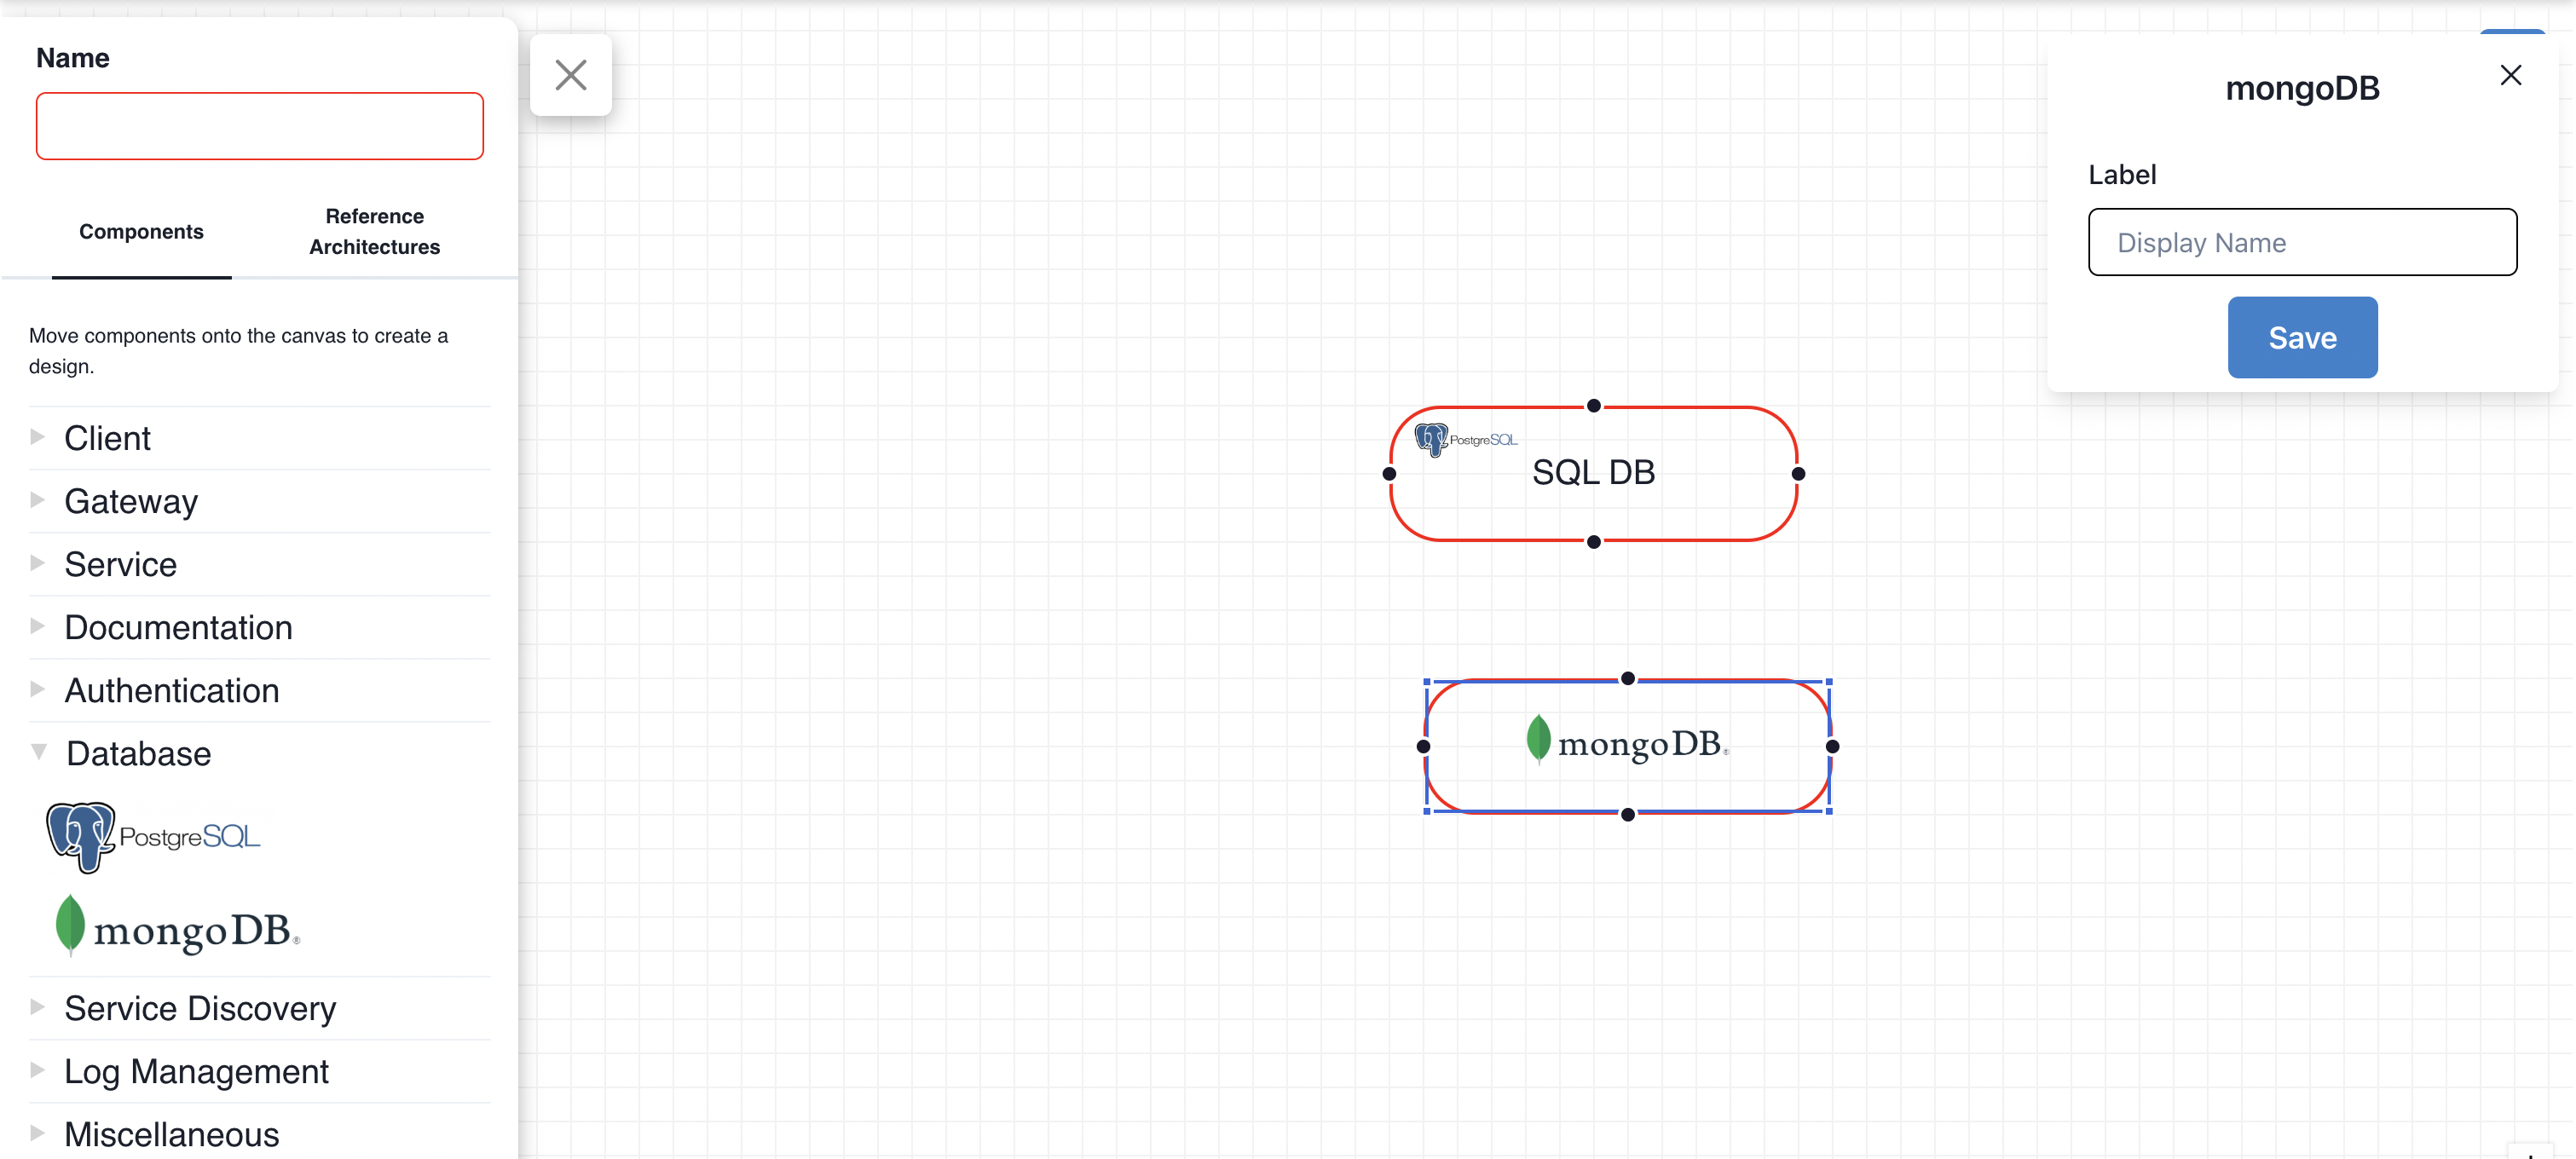 Name
Components
Reference
Architectures
Move components onto the canvas to create a
design.
Client
Gateway
Service
Documentation
Authentication
Database
PostgreSQL
mongoDB®
Service Discovery
Log Management
Miscellaneous
PostgreSQL
SQL DB
mongoDB®
mongoDB
Label
Display Name
Save